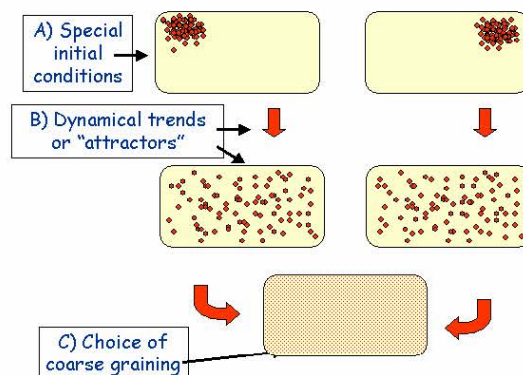 A) Special
initial
conditions
B) Dynamical trends
or “attractors”
C) Choice of
coarse graining